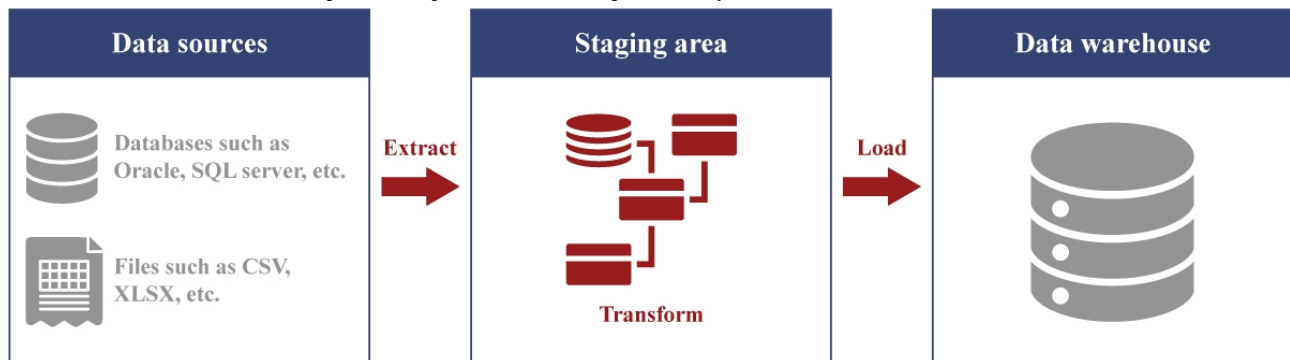 Data sources
Staging area
Data warehouse
Databases such as
Oracle, SQL server, etc.
Files such as CSV,
XLSX, etc.
Extract
Transform
Load